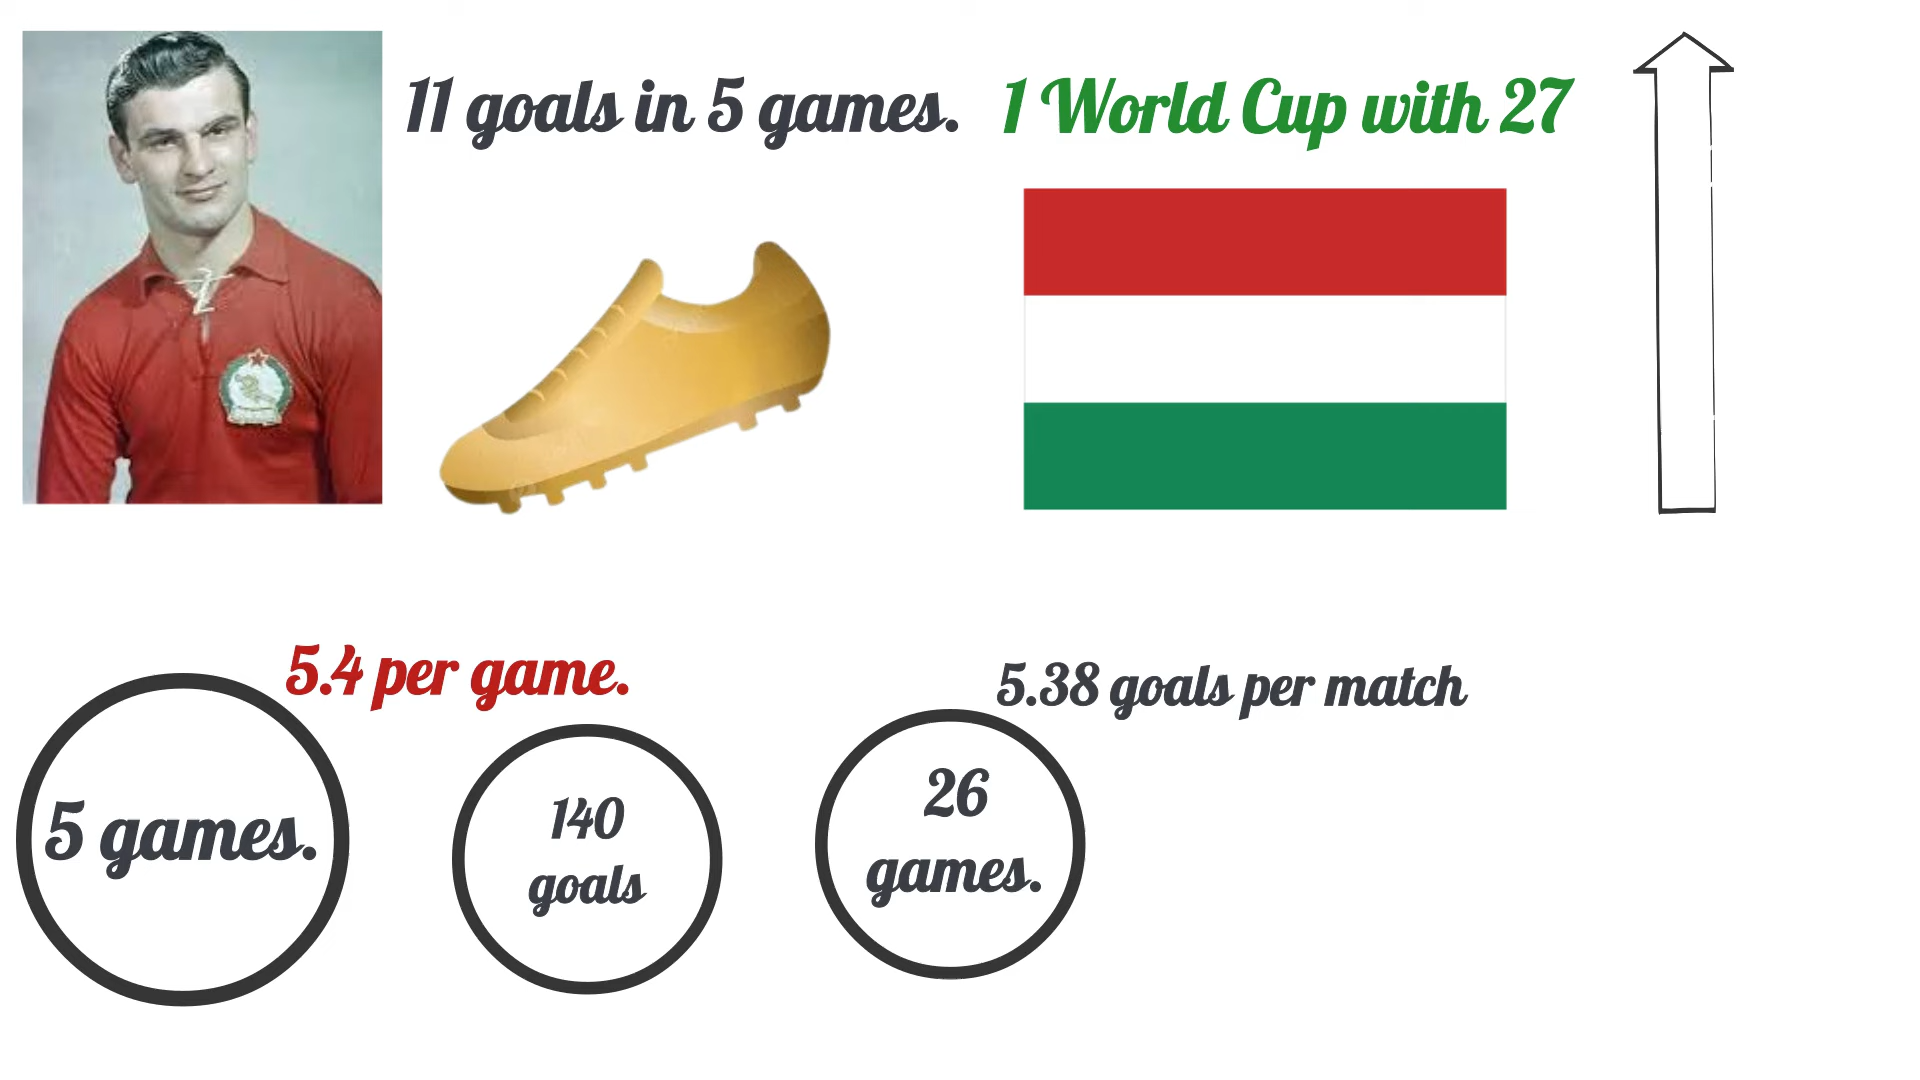 11 goals in 5 games.
1 World Cup with 27
5.4 per game.
5.38 goals per match
5 games.
140
goals
26
games.